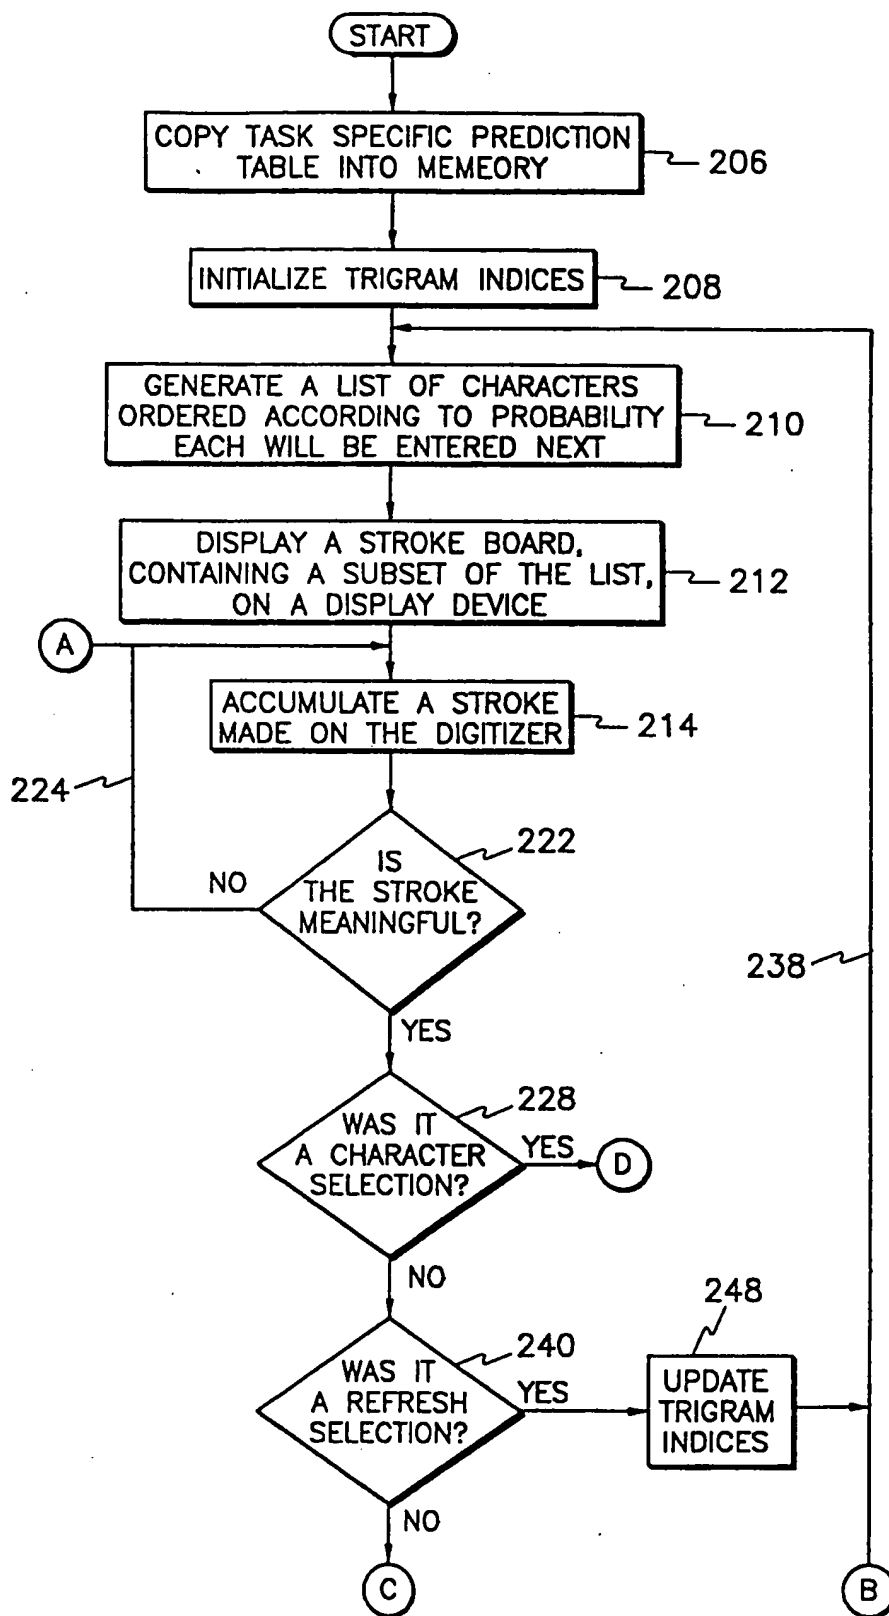 START
COPY TASK SPECIFIC PREDICTION
TABLE INTO MEMEORY
206
INITIALIZE TRIGRAM INDICES
208
GENERATE A LIST OF CHARACTERS
ORDERED ACCORDING TO PROBABILITY
EACH WILL BE ENTERED NEXT
210
DISPLAY A STROKE BOARD,
CONTAINING A SUBSET OF THE LIST,
ON A DISPLAY DEVICE
212
A
ACCUMULATE A STROKE
MADE ON THE DIGITIZER
214
224
222
IS
THE STROKE
MEANINGFUL?
NO
238
YES
228
WAS IT
A CHARACTER
SELECTION?
YES
D
NO
248
240
WAS IT
A REFRESH
SELECTION?
YES
UPDATE
TRIGRAM
INDICES
NO
C
B